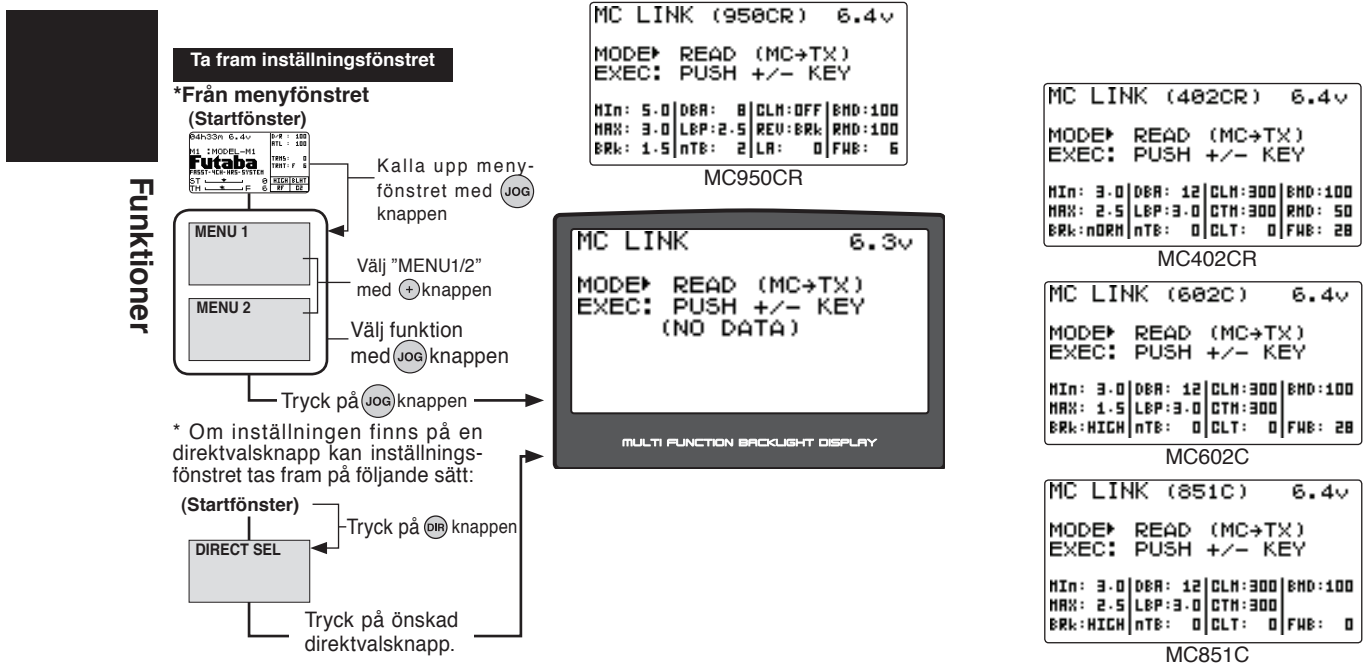 Funktioner
Ta fram inställningsfönstret
*Från menyfönstret
(Startfönster)
04h33m 6.4v
D/R : 100
ATL : 100
M1 :MODEL-M1
Futaba
TRMS: 0
TRMT:F 6
FASST-4CH-HRS-SYSTEM
ST 0
TH F 6
HIGH BLHT
RF D2
Kalla upp meny-
fönstret med JOG
knappen
MENU 1
MENU 2
Välj "MENU1/2"
med + knappen
Välj funktion
med JOG knappen
Tryck på JOG knappen
* Om inställningen finns på en
direktvalsknapp kan inställnings-
fönstret tas fram på följande sätt:
(Startfönster)
Tryck på DIR knappen
DIRECT SEL
Tryck på önskad
direktvalsknapp.
MC LINK (950CR) 6.4v
MODE▶ READ (MC→TX)
EXEC: PUSH +/- KEY
MIn: 5.0 DBA: 8 CLM:OFF BMD:100
MAX: 3.0 LBP:2.5 REV:BRk RMD:100
BRk: 1.5 nTB: 2 LA: 0 FWB: 6
MC950CR
MC LINK 6.3v
MODE▶ READ (MC→TX)
EXEC: PUSH +/- KEY
(NO DATA)
MULTI FUNCTION BACKLIGHT DISPLAY
MC LINK (402CR) 6.4v
MODE▶ READ (MC→TX)
EXEC: PUSH +/- KEY
MIn: 3.0 DBA: 12 CLM:300 BMD:100
MAX: 2.5 LBP:3.0 CTM:300 RMD: 50
BRk:nORM nTB: 0 CLT: 0 FWB: 28
MC402CR
MC LINK (602C) 6.4v
MODE▶ READ (MC→TX)
EXEC: PUSH +/- KEY
MIn: 3.0 DBA: 12 CLM:300 BMD:100
MAX: 1.5 LBP:3.0 CTM:300
BRk:HIGH nTB: 0 CLT: 0 FWB: 28
MC602C
MC LINK (851C) 6.4v
MODE▶ READ (MC→TX)
EXEC: PUSH +/- KEY
MIn: 3.0 DBA: 12 CLM:300 BMD:100
MAX: 2.5 LBP:3.0 CTM:300
BRk:HIGH nTB: 0 CLT: 0 FWB: 0
MC851C